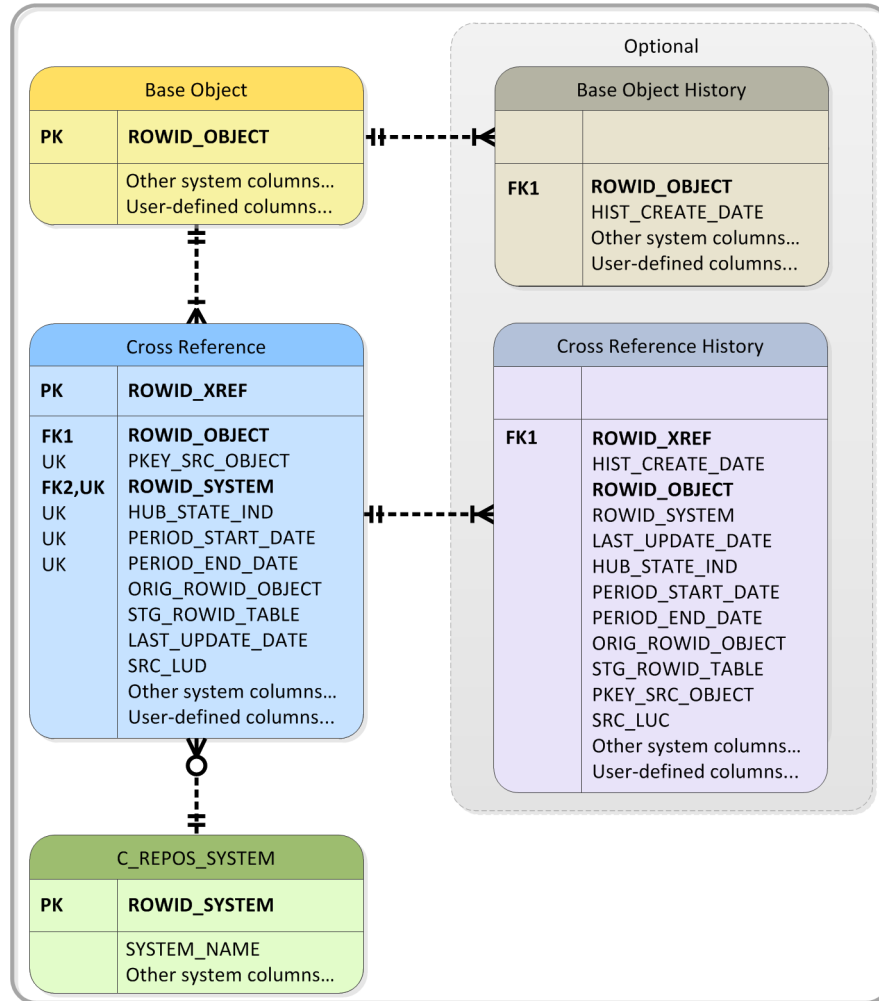 Optional
Base Object
PK ROWID_OBJECT
Other system columns...
User-defined columns...
Base Object History
FK1 ROWID_OBJECT
HIST_CREATE_DATE
Other system columns...
User-defined columns...
Cross Reference
PK ROWID_XREF
FK1 ROWID_OBJECT
UK PKEY_SRC_OBJECT
FK2,UK ROWID_SYSTEM
UK HUB_STATE_IND
UK PERIOD_START_DATE
UK PERIOD_END_DATE
ORIG_ROWID_OBJECT
STG_ROWID_TABLE
LAST_UPDATE_DATE
SRC_LUD
Other system columns...
User-defined columns...
Cross Reference History
FK1 ROWID_XREF
HIST_CREATE_DATE
ROWID_OBJECT
ROWID_SYSTEM
LAST_UPDATE_DATE
HUB_STATE_IND
PERIOD_START_DATE
PERIOD_END_DATE
ORIG_ROWID_OBJECT
STG_ROWID_TABLE
PKEY_SRC_OBJECT
SRC_LUC
Other system columns...
User-defined columns...
C_REPOS_SYSTEM
PK ROWID_SYSTEM
SYSTEM_NAME
Other system columns...